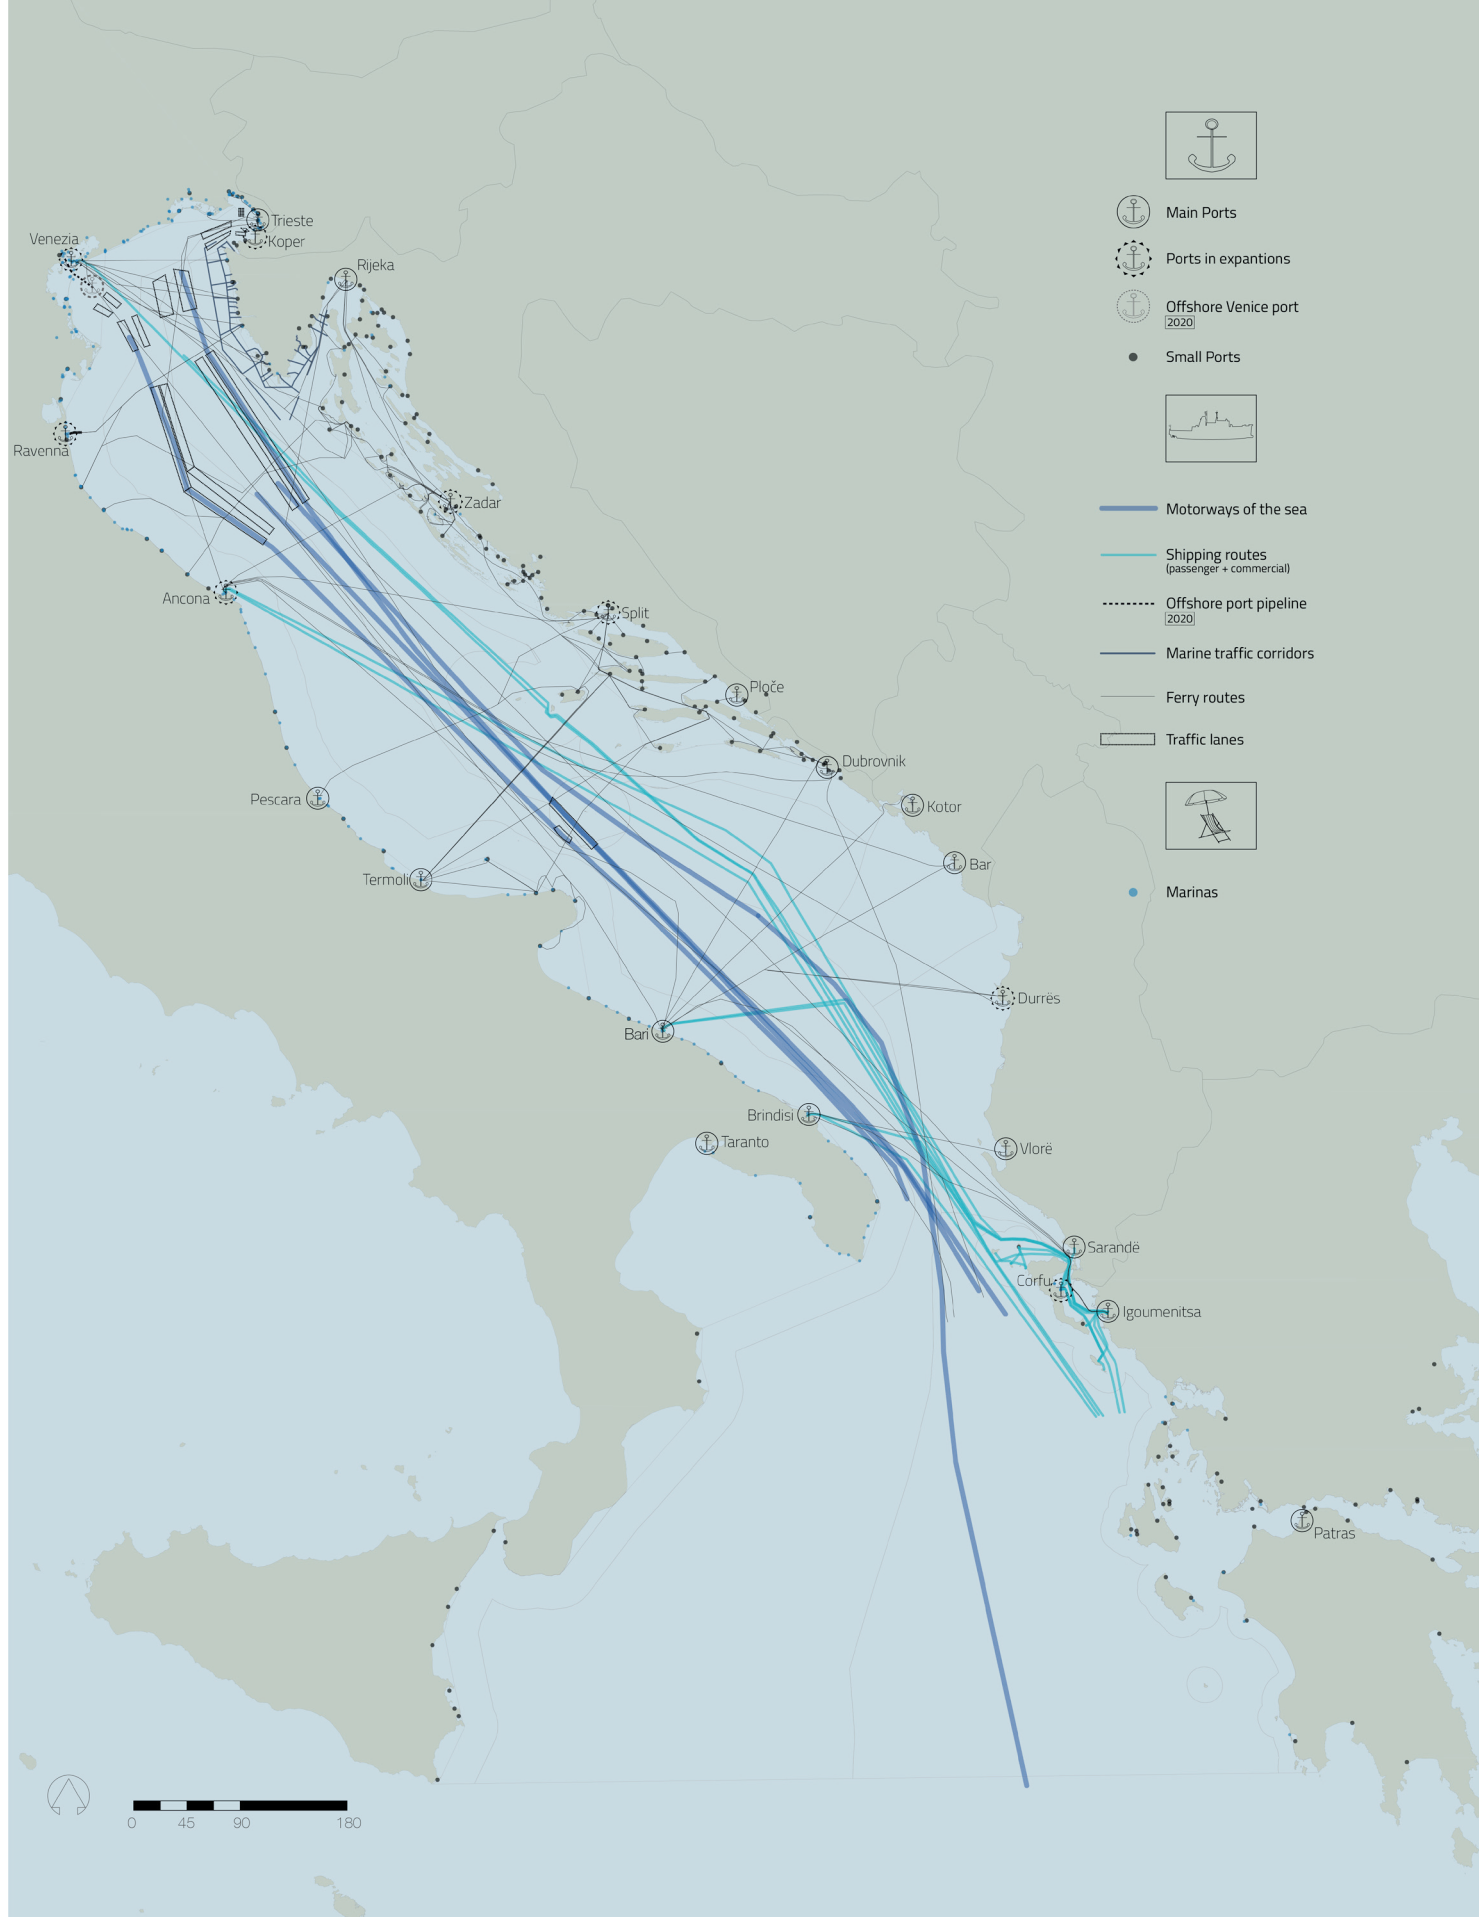 Main Ports
Ports in expantions
Offshore Venice port
2020
Small Ports
Motorways of the sea
Shipping routes
(passenger + commercial)
Offshore port pipeline
2020
Marine traffic corridors
Ferry routes
Traffic lanes
Marinas
Trieste
Venezia
Koper
Rijeka
Ravenna
Zadar
Ancona
Split
Ploče
Dubrovnik
Pescara
Kotor
Bar
Termoli
Durrës
Bari
Brindisi
Taranto
Vlorë
Sarandë
Corfu
Igoumenitsa
Patras
0 45 90 180